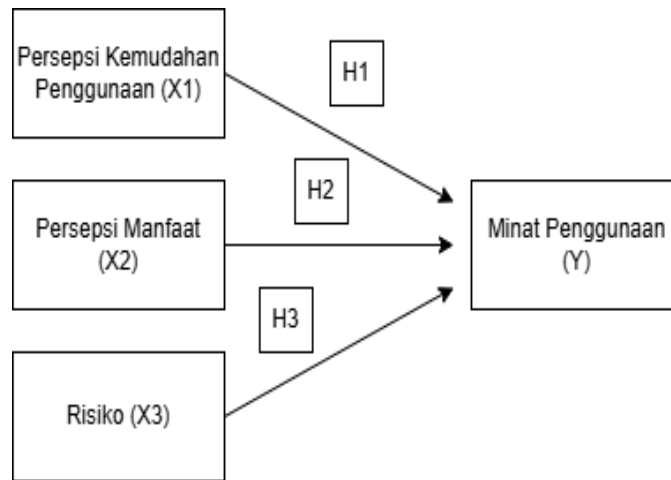 Persepsi Kemudahan
Penggunaan (X1)
H1
H2
Persepsi Manfaat
(X2)
Minat Penggunaan
(Y)
H3
Risiko (X3)